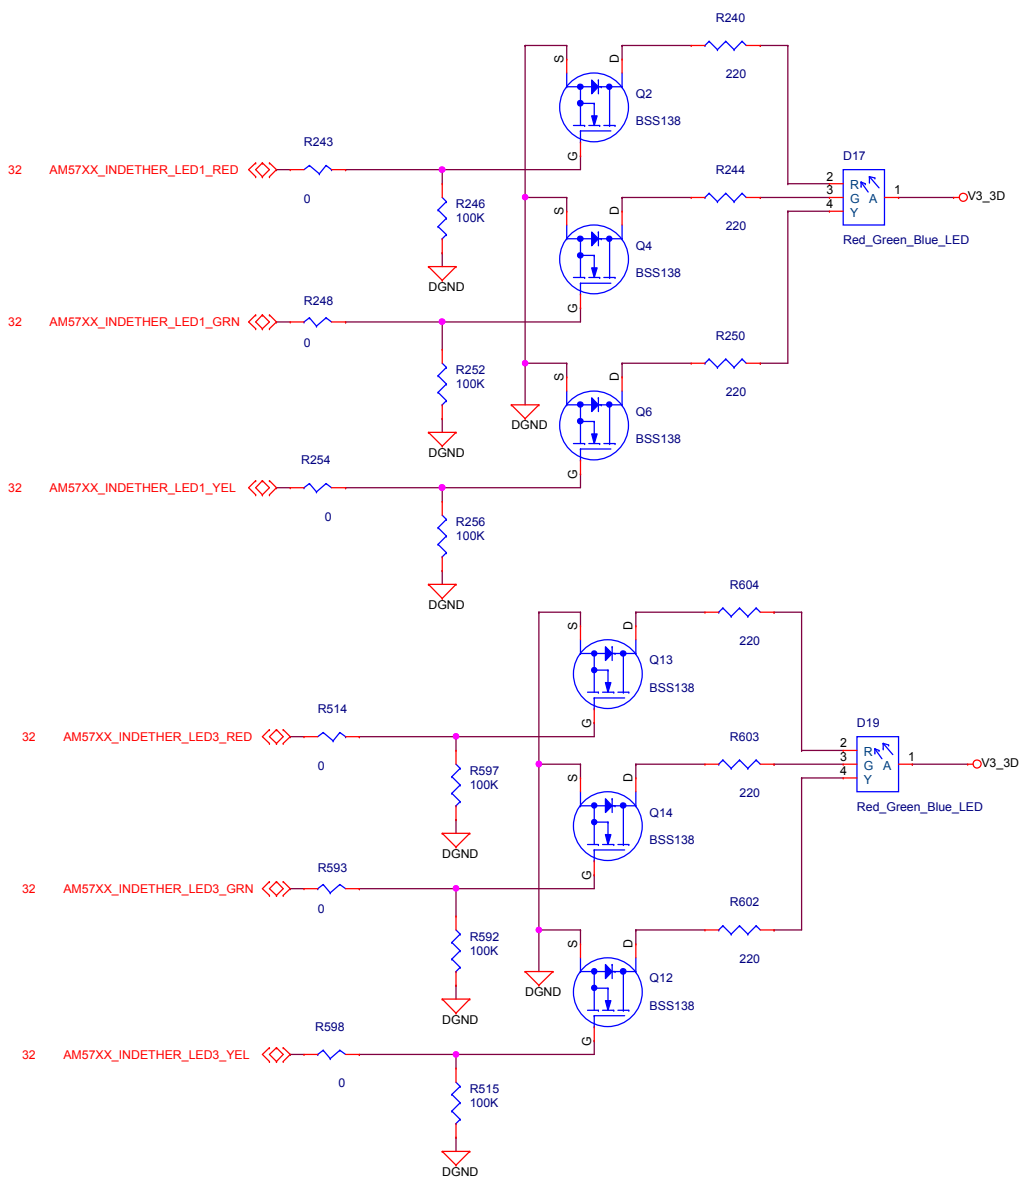 R240
220
S
D
Q2
BSS138
G
R243
32 AM57XX_INDETHER_LED1_RED
0
R246
100K
DGND
R244
220
S
D
Q4
BSS138
G
D17
2 R
3 G A 1
4 Y
V3_3D
Red_Green_Blue_LED
R248
32 AM57XX_INDETHER_LED1_GRN
0
R252
100K
DGND
R250
220
S
D
Q6
BSS138
G
DGND
R254
32 AM57XX_INDETHER_LED1_YEL
0
R256
100K
DGND
R604
220
S
D
Q13
BSS138
G
R514
32 AM57XX_INDETHER_LED3_RED
0
R597
100K
DGND
R603
220
S
D
Q14
BSS138
G
D19
2 R
3 G A 1
4 Y
V3_3D
Red_Green_Blue_LED
R593
32 AM57XX_INDETHER_LED3_GRN
0
R592
100K
DGND
R602
220
S
D
Q12
BSS138
G
DGND
R598
32 AM57XX_INDETHER_LED3_YEL
0
R515
100K
DGND